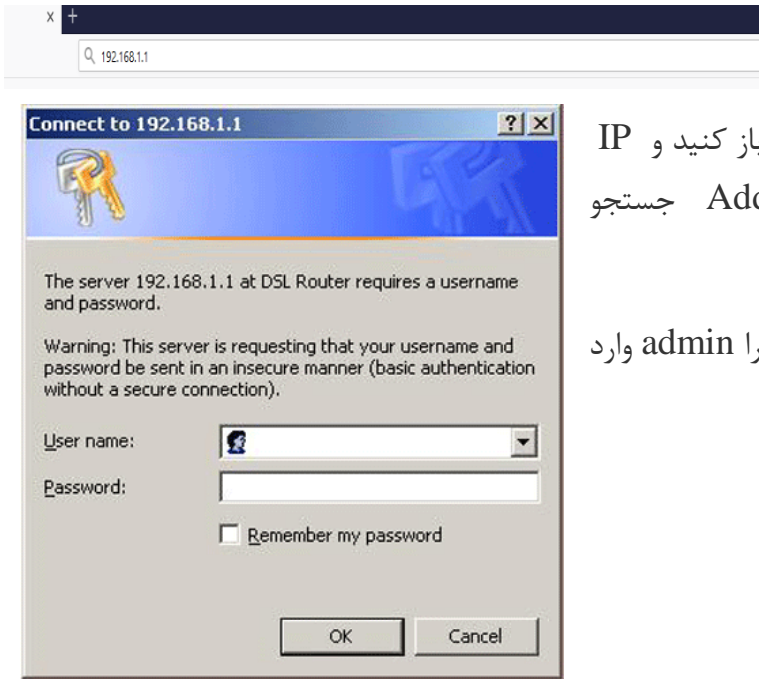 x +
192.168.1.1
Connect to 192.168.1.1 ? X
باز کنید و IP
جستجو
را admin وارد
The server 192.168.1.1 at DSL Router requires a username
and password.
Warning: This server is requesting that your username and
password be sent in an insecure manner (basic authentication
without a secure connection).
User name:
Password:
Remember my password
OK Cancel